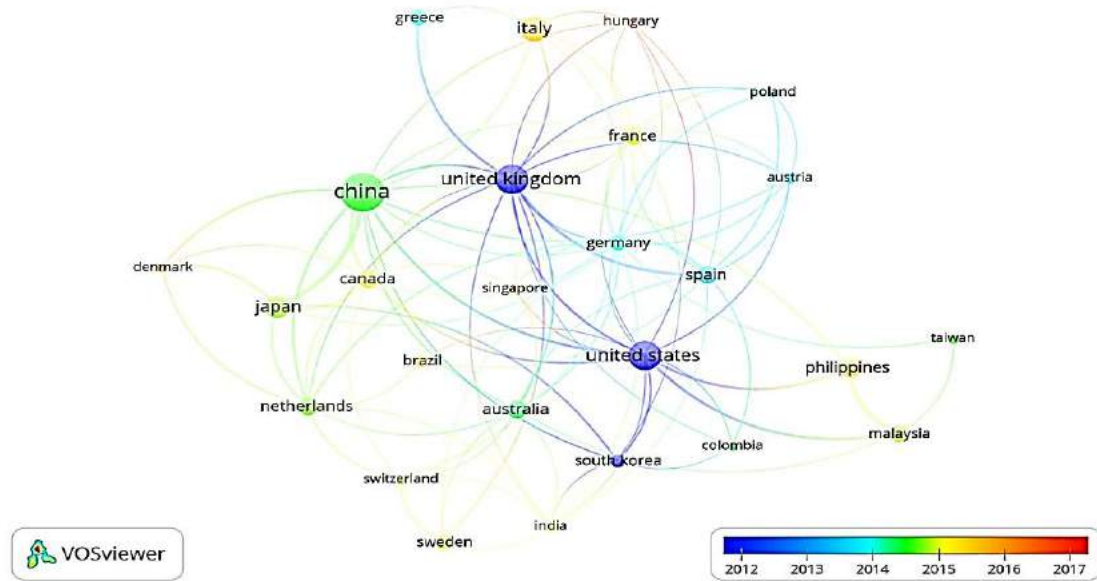 greece
italy
hungary
poland
france
china
united kingdom
austria
germany
denmark
canada
singapore
spain
japan
taiwan
brazil
united states
philippines
netherlands
australia
malaysia
colombia
south korea
switzerland
india
sweden
VOSviewer
2012 2013 2014 2015 2016 2017